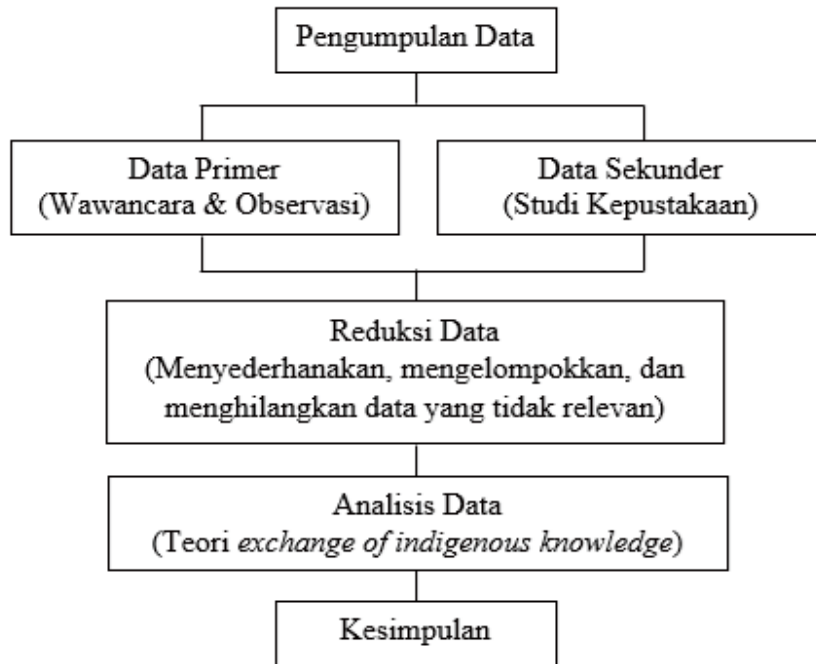 Pengumpulan Data
Data Primer
(Wawancara & Observasi)
Data Sekunder
(Studi Kepustakaan)
Reduksi Data
(Menyederhanakan, mengelompokkan, dan
menghilangkan data yang tidak relevan)
Analisis Data
(Teori exchange of indigenous knowledge)
Kesimpulan